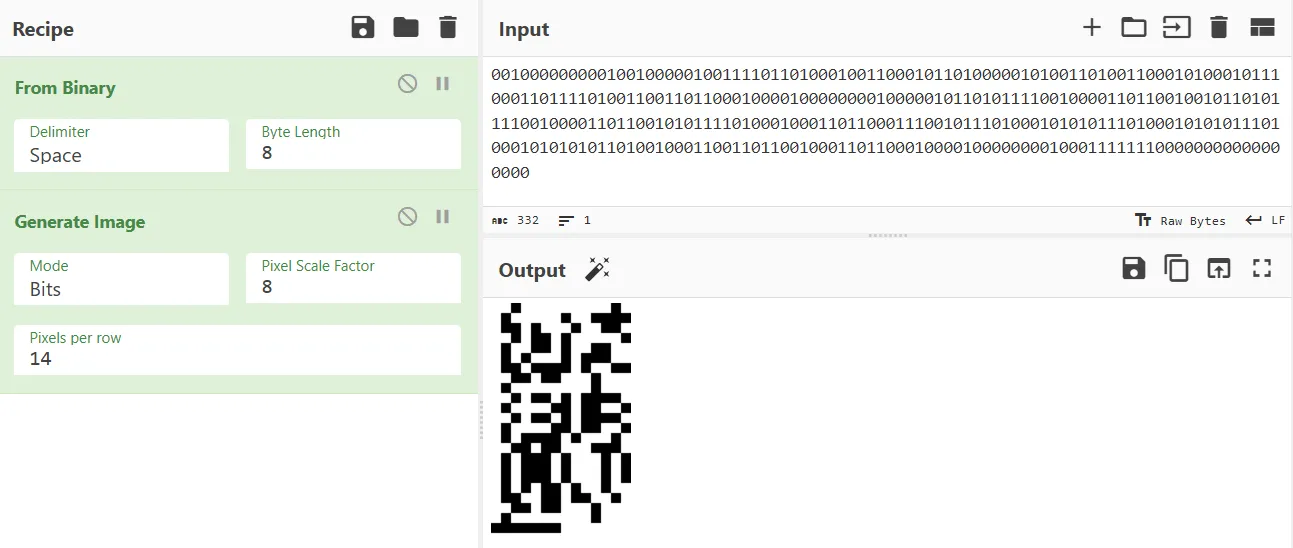 Recipe
From Binary
Delimiter
Space
Byte Length
8
Generate Image
Mode
Bits
Pixel Scale Factor
8
Pixels per row
14
Input
0010000000001001000001001111011010001001100010110100000101001101001100010100010111
0001101111010011001101100010000100000000100000101101011110010000110110010010110101
1110010000110110010101111010001000110110001110010111010001010101110100010101011101
0001010101011010010001100110110010001101100010000100000000100011111110000000000000
0000
ABC 332 1 Raw Bytes LF
Output